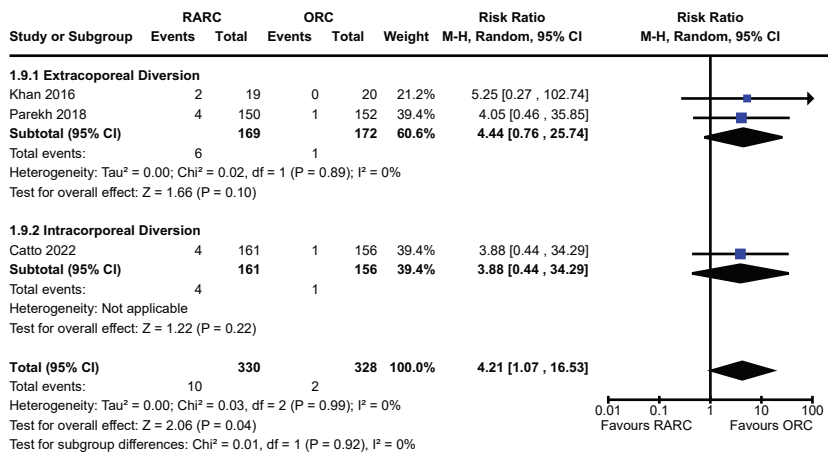 RARC ORC Risk Ratio Risk Ratio
Study or Subgroup Events Total Events Total Weight M-H, Random, 95% CI M-H, Random, 95% CI
1.9.1 Extracoporeal Diversion
Khan 2016 2 19 0 20 21.2% 5.25 [0.27 , 102.74]
Parekh 2018 4 150 1 152 39.4% 4.05 [0.46 , 35.85]
Subtotal (95% CI) 169 172 60.6% 4.44 [0.76 , 25.74]
Total events: 6 1
Heterogeneity: Tau² = 0.00; Chi² = 0.02, df = 1 (P = 0.89); I² = 0%
Test for overall effect: Z = 1.66 (P = 0.10)
1.9.2 Intracorporeal Diversion
Catto 2022 4 161 1 156 39.4% 3.88 [0.44 , 34.29]
Subtotal (95% CI) 161 156 39.4% 3.88 [0.44 , 34.29]
Total events: 4 1
Heterogeneity: Not applicable
Test for overall effect: Z = 1.22 (P = 0.22)
Total (95% CI) 330 328 100.0% 4.21 [1.07 , 16.53]
Total events: 10 2
Heterogeneity: Tau² = 0.00; Chi² = 0.03, df = 2 (P = 0.99); I² = 0%
Test for overall effect: Z = 2.06 (P = 0.04)
Test for subgroup differences: Chi² = 0.01, df = 1 (P = 0.92), I² = 0%
0.01 0.1 1 10 100
Favours RARC Favours ORC